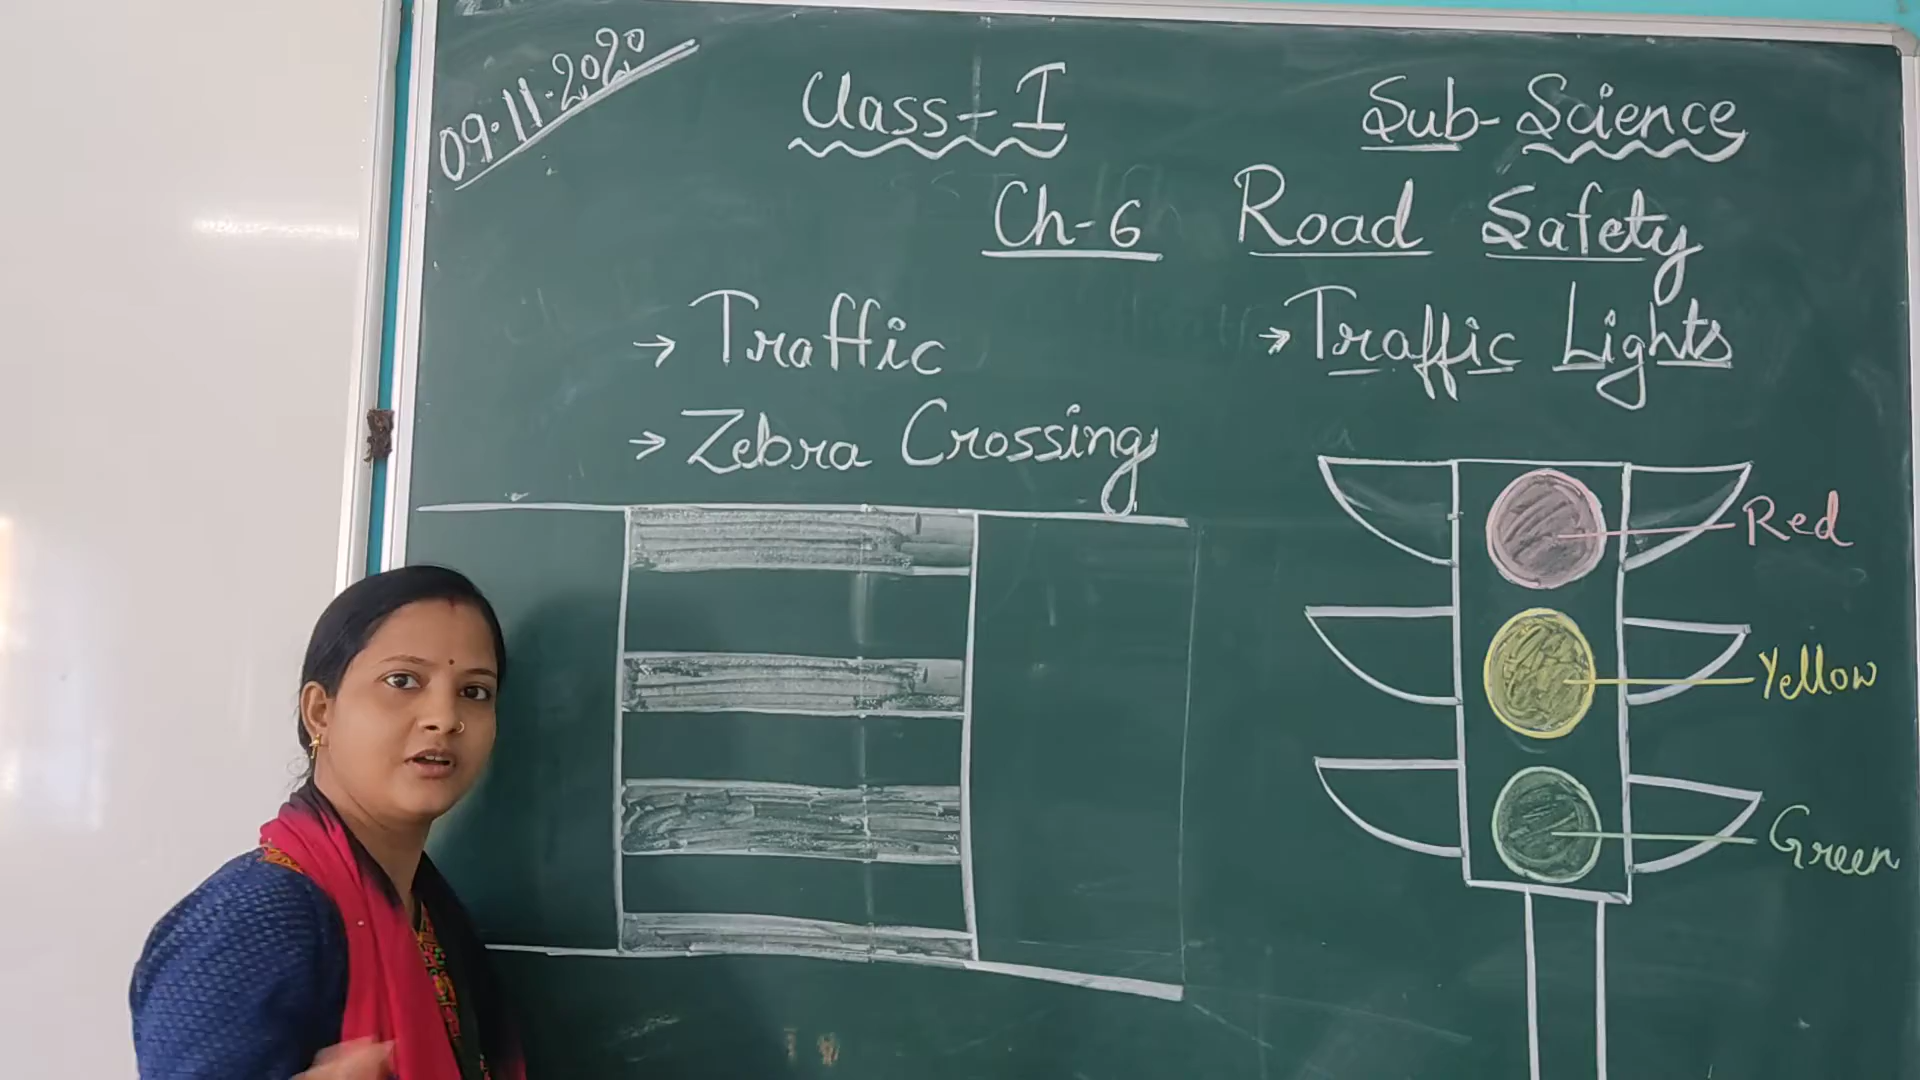 09.11.2020
Class-I
Sub-Science
Ch-6 Road Safety
→ Traffic
→ Zebra Crossing
→ Traffic Lights
Red
Yellow
Green